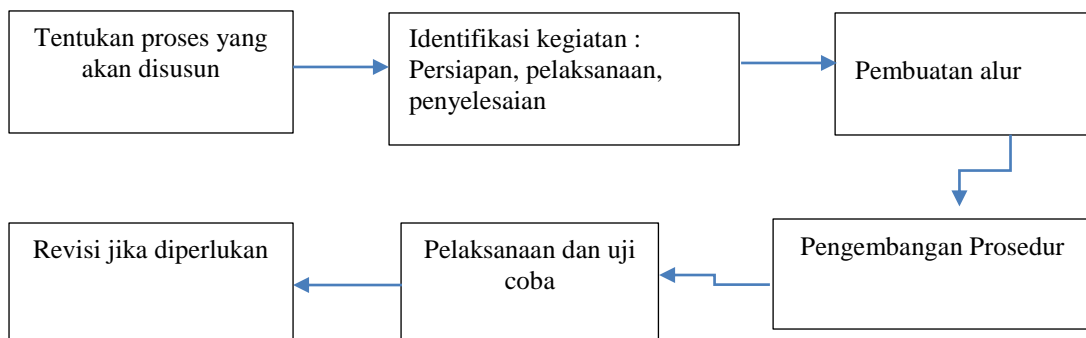 Tentukan proses yang
akan disusun
Identifikasi kegiatan :
Persiapan, pelaksanaan,
penyelesaian
Pembuatan alur
Pengembangan Prosedur
Pelaksanaan dan uji
coba
Revisi jika diperlukan